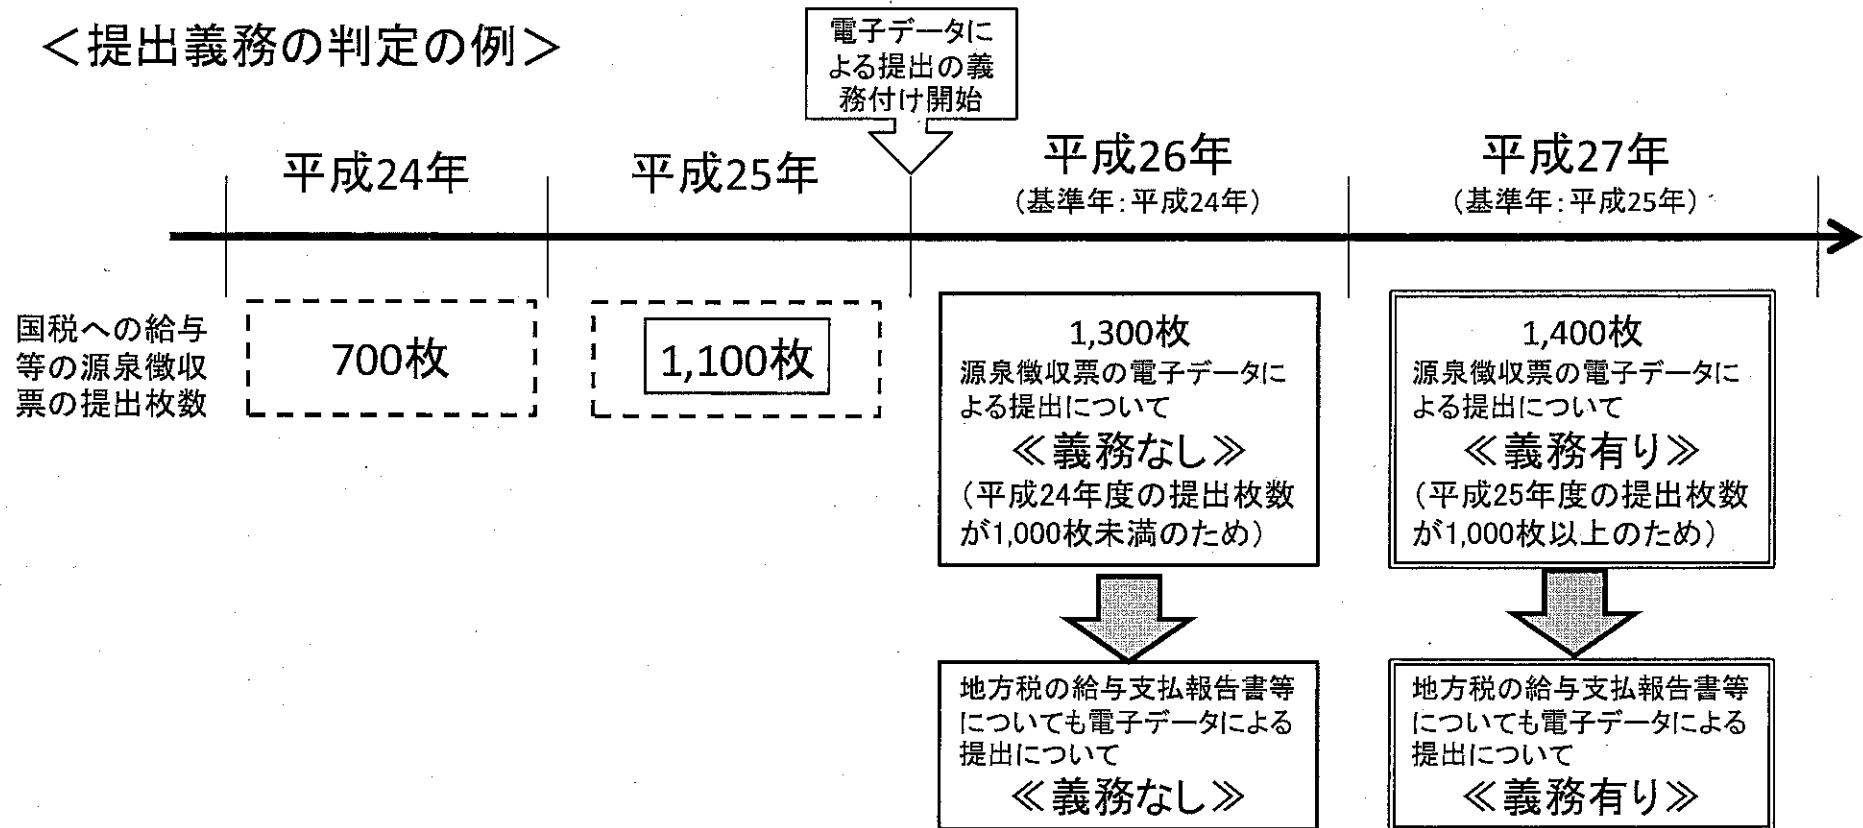 ＜提出義務の判定の例＞
電子データに
よる提出の義
務付け開始
平成24年
平成25年
平成26年
（基準年：平成24年）
平成27年
（基準年：平成25年）
国税への給与
等の源泉徴収
票の提出枚数
700枚
1,100枚
1,300枚
源泉徴収票の電子データに
よる提出について
≪義務なし≫
（平成24年度の提出枚数
が1,000枚未満のため）
1,400枚
源泉徴収票の電子データに
よる提出について
≪義務有り≫
（平成25年度の提出枚数
が1,000枚以上のため）
地方税の給与支払報告書等
についても電子データによる
提出について
≪義務なし≫
地方税の給与支払報告書等
についても電子データによる
提出について
≪義務有り≫